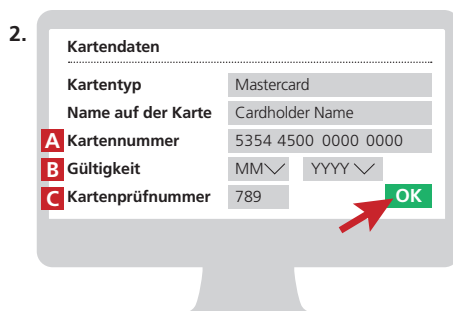 2.
Kartendaten
Kartentyp Mastercard
Name auf der Karte Cardholder Name
A Kartennummer 5354 4500 0000 0000
B Gültigkeit MM YYYY
C Kartenprüfnummer 789 OK